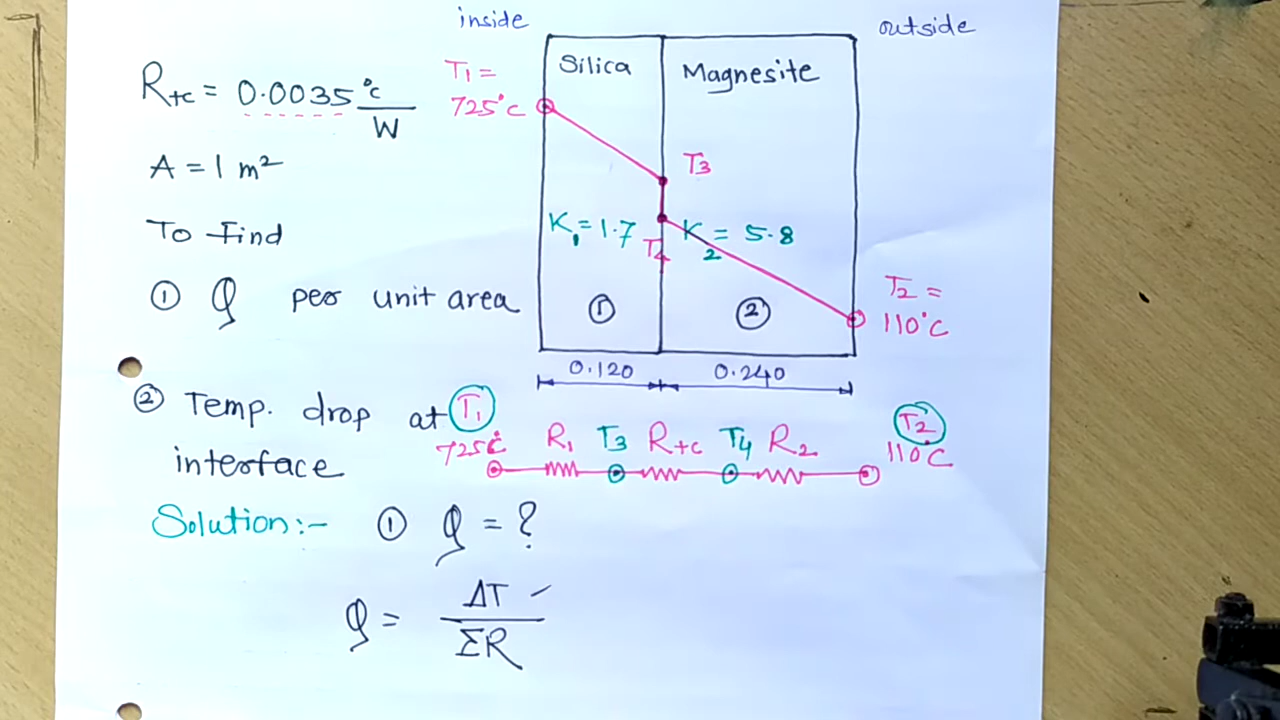 inside
outside
Silica
Magnesite
T₁ =
725°C
Rtc = 0.0035 °c/W
A = 1 m²
T3
To find
K₁ = 1.7
K₂ = 5.8
T4
① Q per unit area
①
②
T₂ =
110°C
0.120
0.240
② Temp. drop at
interface
T₁
725°C
R₁
T3
Rtc
T4
R₂
T₂
110°C
Solution:- ① Q = ?
Q = ΔT/ΣR